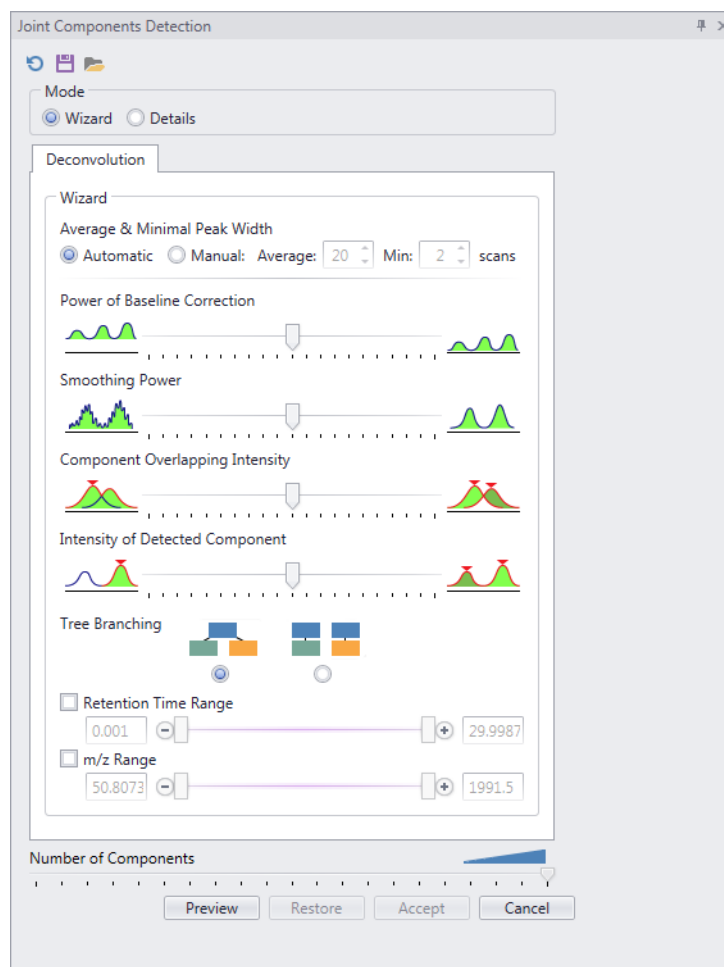 Joint Components Detection
Mode
Wizard Details
Deconvolution
Wizard
Average & Minimal Peak Width
Automatic Manual: Average: 20 Min: 2 scans
Power of Baseline Correction
Smoothing Power
Component Overlapping Intensity
Intensity of Detected Component
Tree Branching
Retention Time Range
0.001 29.9987
m/z Range
50.8073 1991.5
Number of Components
Preview Restore Accept Cancel